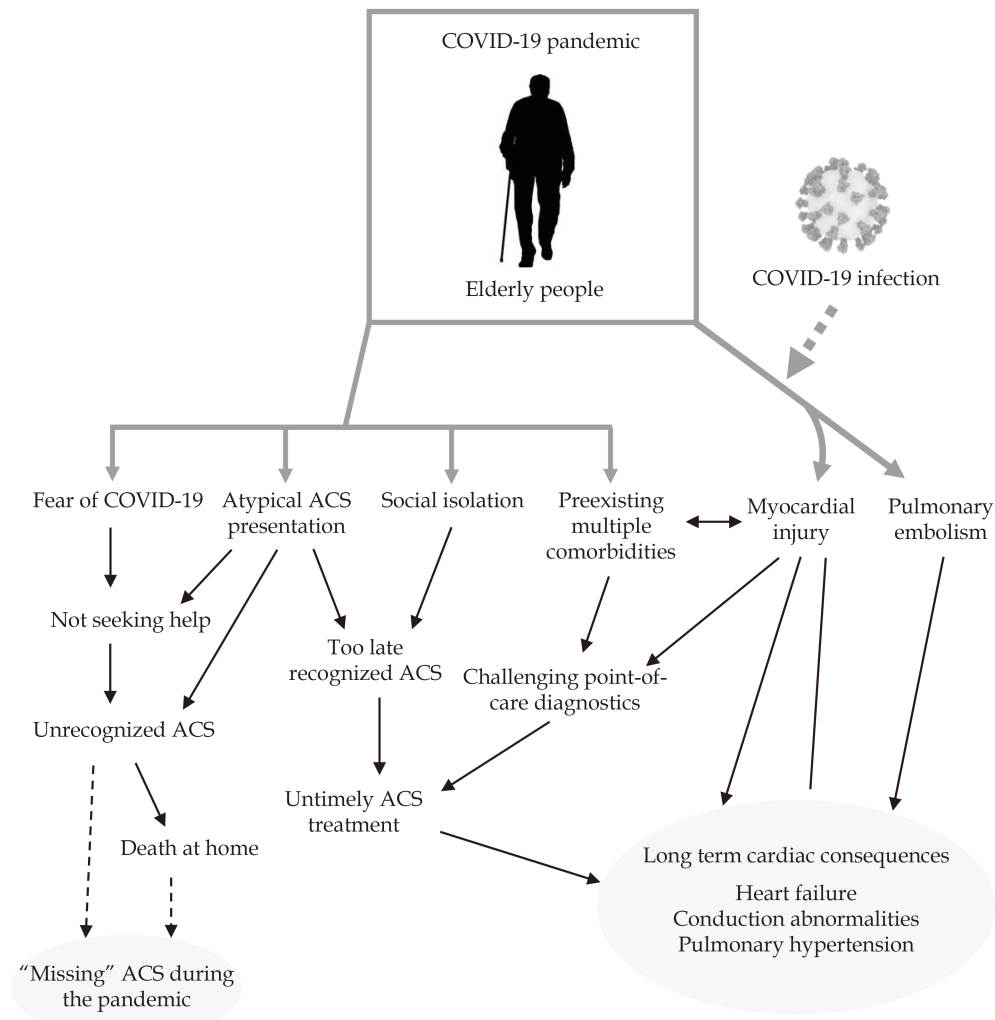 COVID-19 pandemic
Elderly people
COVID-19 infection
Fear of COVID-19
Atypical ACS
presentation
Social isolation
Preexisting
multiple
comorbidities
Myocardial
injury
Pulmonary
embolism
Not seeking help
Too late
recognized ACS
Challenging point-of-
care diagnostics
Unrecognized ACS
Untimely ACS
treatment
Death at home
Long term cardiac consequences
Heart failure
Conduction abnormalities
Pulmonary hypertension
“Missing” ACS during
the pandemic